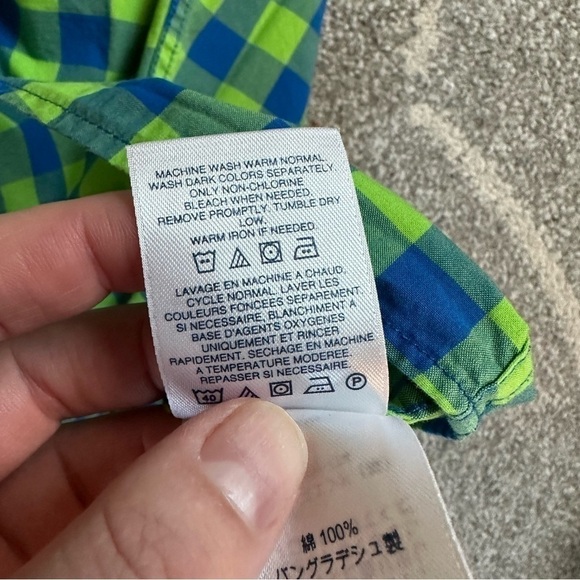 MACHINE WASH WARM NORMAL.
WASH DARK COLORS SEPARATELY.
ONLY NON-CHLORINE
BLEACH WHEN NEEDED.
REMOVE PROMPTLY. TUMBLE DRY
LOW.
WARM IRON IF NEEDED
LAVAGE EN MACHINE A CHAUD,
CYCLE NORMAL. LAVER LES
COULEURS FONCÉES SEPAREMENT.
SI NECESSAIRE, BLANCHIMENT A
BASE D'AGENTS OXYGENES
UNIQUEMENT ET RINCER
RAPIDEMENT. SECHAGE EN MACHINE
A TEMPERATURE MODEREE.
REPASSER SI NECESSAIRE.
40 P
綿 100%
バングラデシュ製